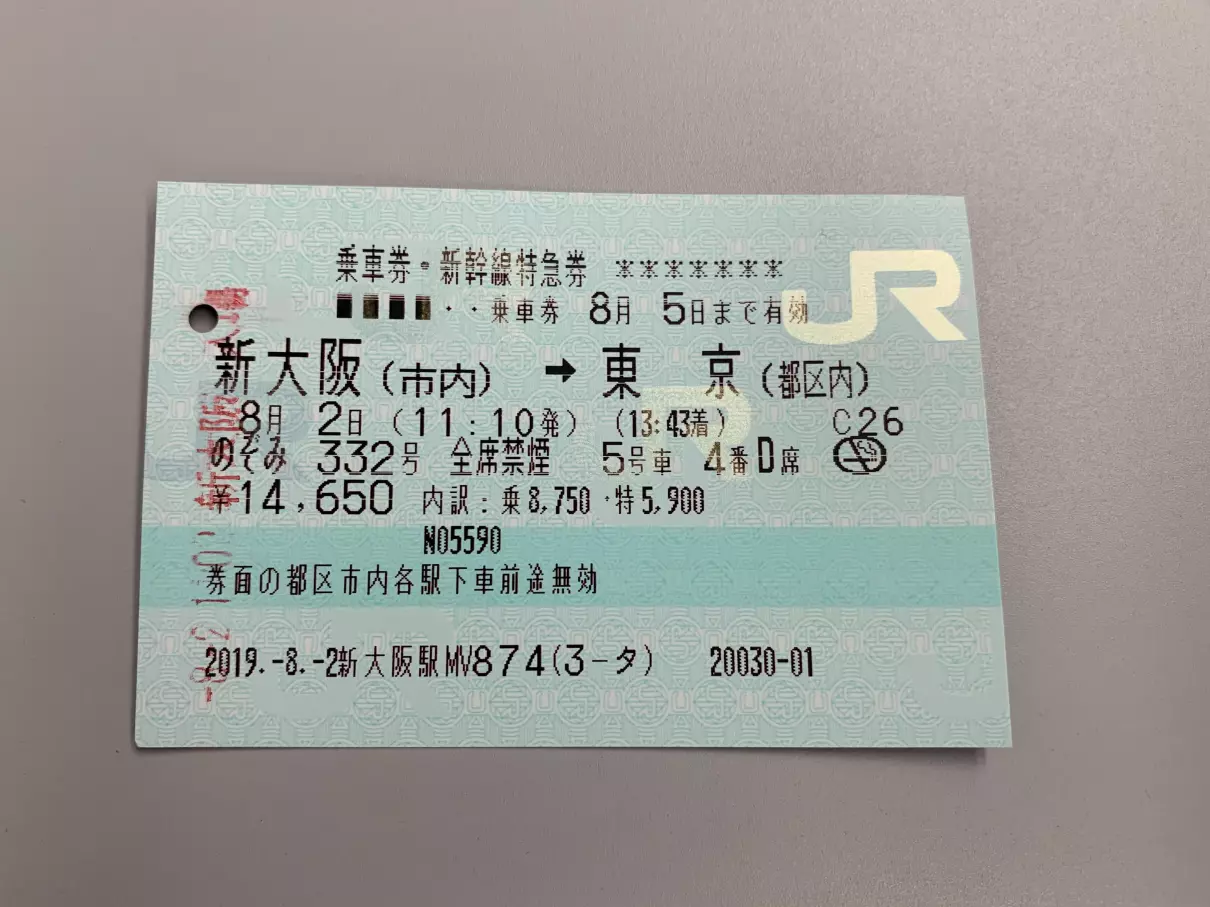 JR
乗車券・新幹線特急券 *******
■■■■・・乗車券 8月 5日まで有効
新大阪(市内) → 東 京(都区内)
8月 2日(11:10発) (13:43着) C26
のぞみ 332号 全席禁煙 5号車 4番D席
¥14,650 内訳:乗8,750・特5,900
N05590
券面の都区市内各駅下車前途無効
2019.-8.-2新大阪駅MV874(3-タ) 20030-01
新大阪